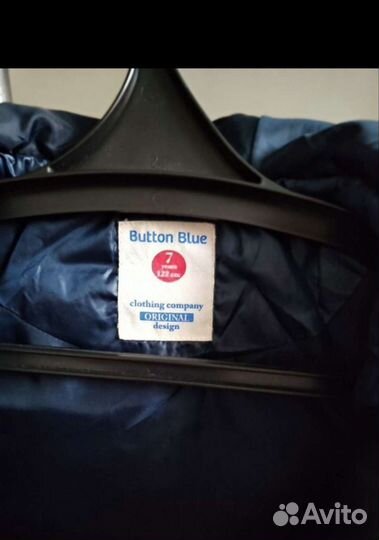 Button Blue
7
years
122 cm
clothing company
ORIGINAL
design
Avito